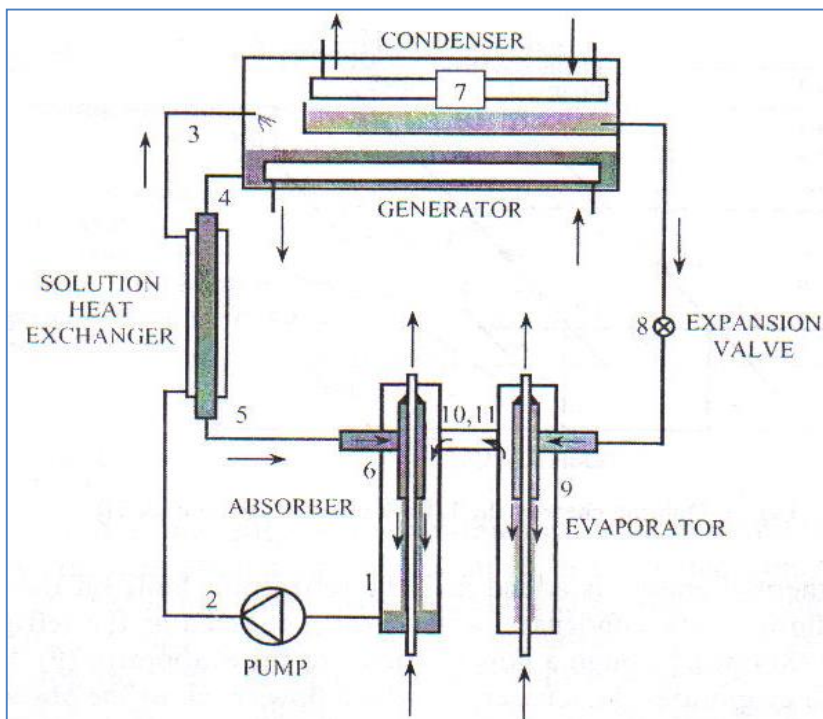 CONDENSER
7
3
4
GENERATOR
SOLUTION
HEAT
EXCHANGER
8
EXPANSION
VALVE
5
10,11
6
9
ABSORBER
EVAPORATOR
1
2
PUMP